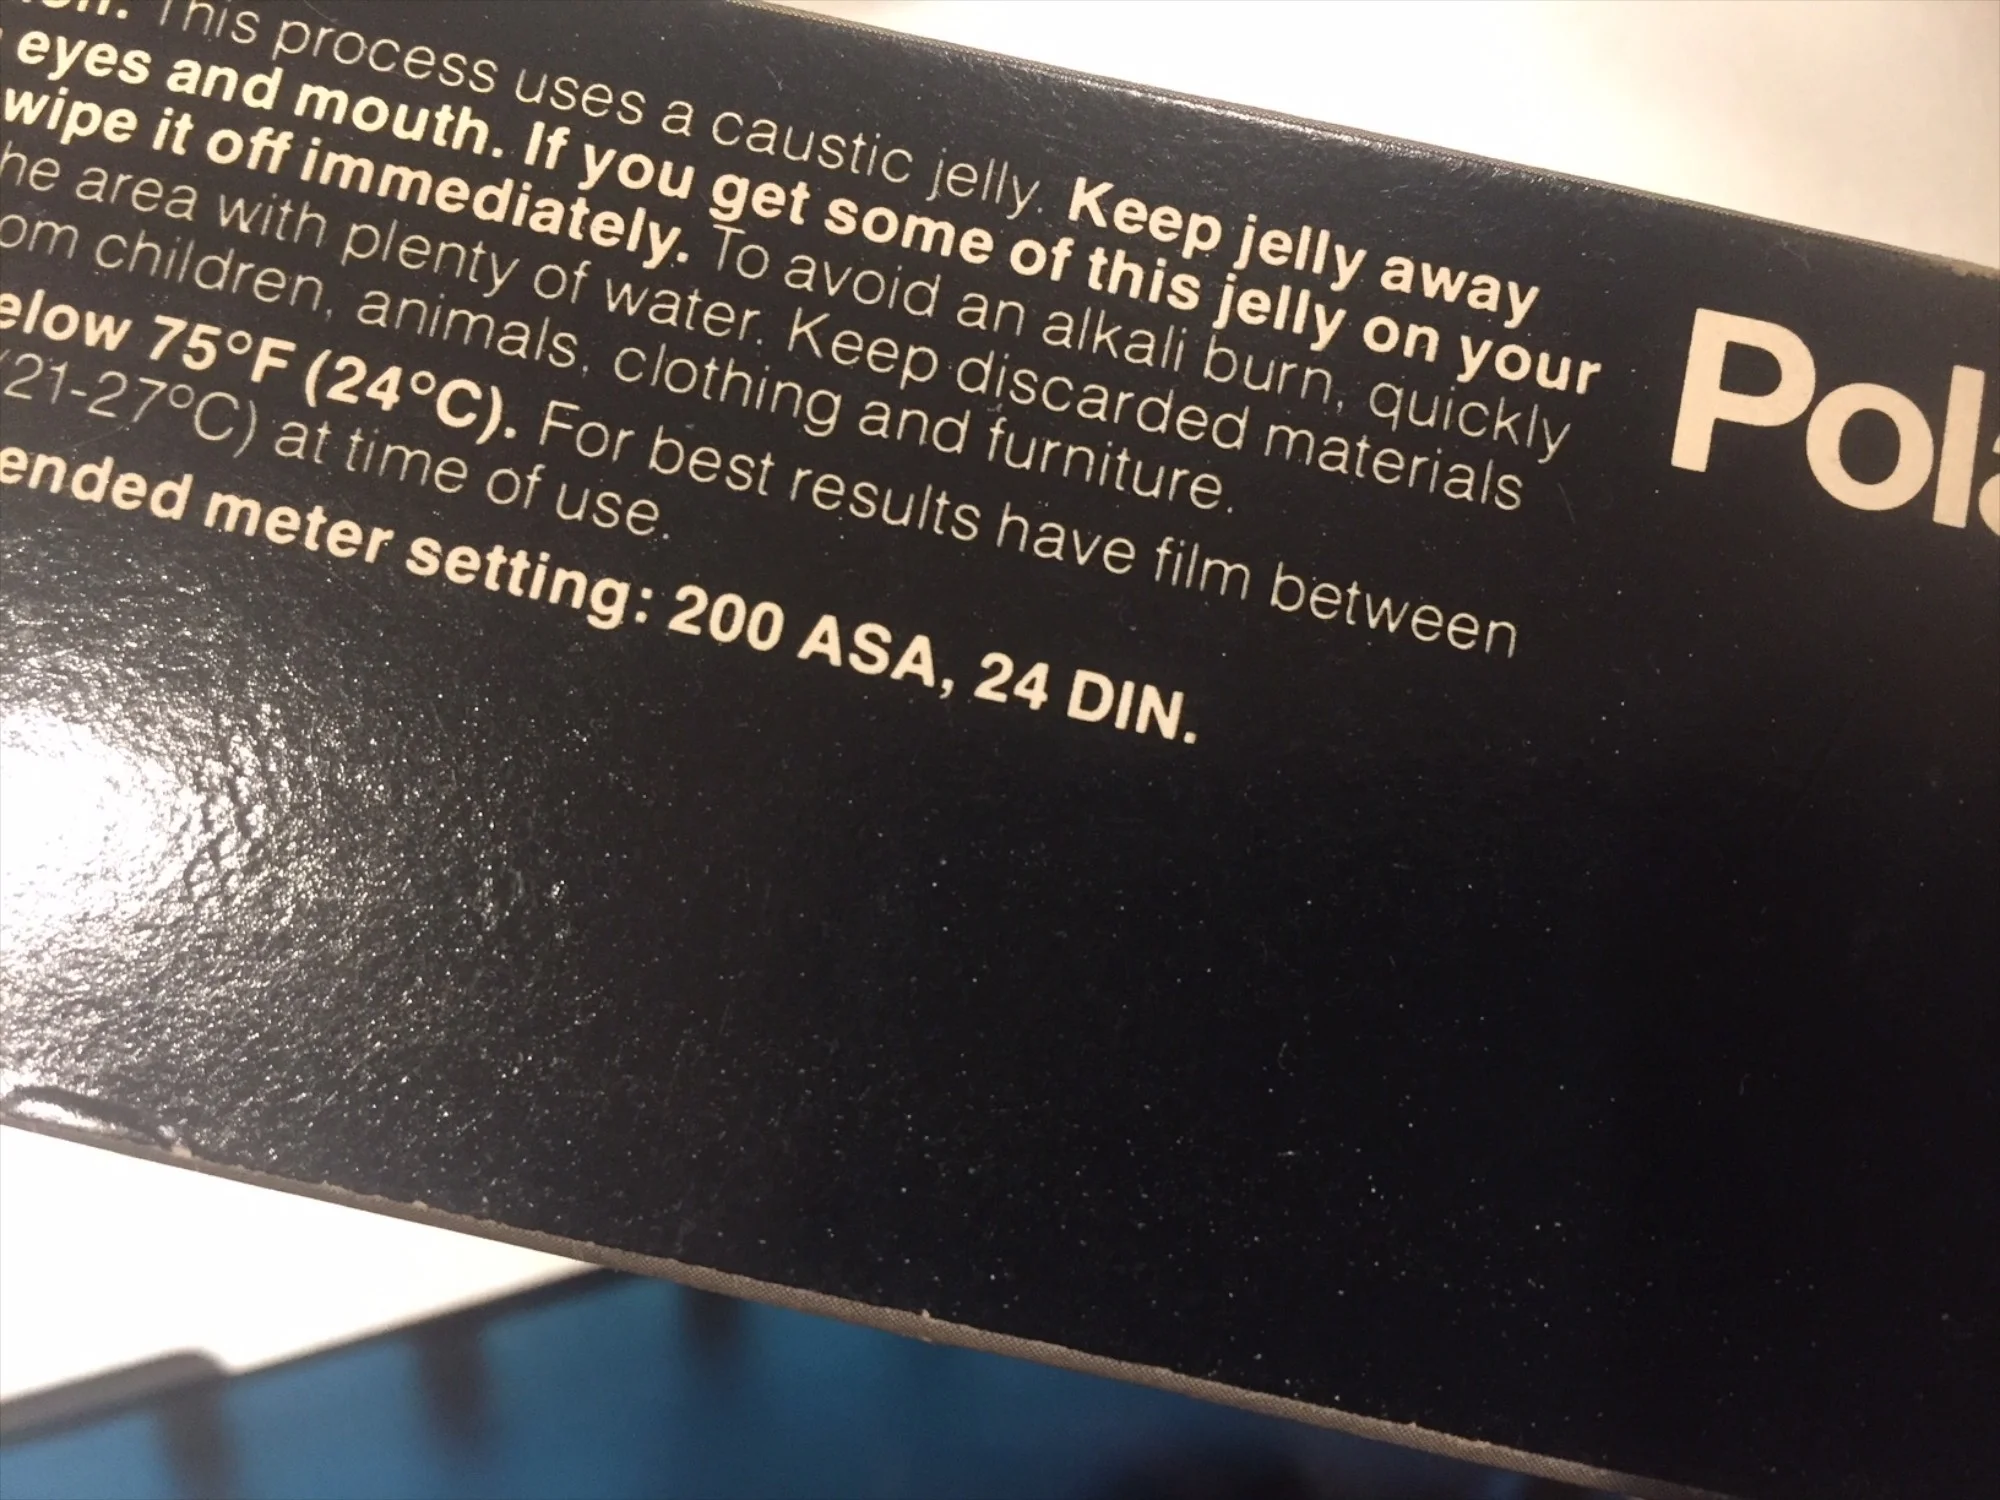 This process uses a caustic jelly. Keep jelly away
eyes and mouth. If you get some of this jelly on your
wipe it off immediately. To avoid an alkali burn, quickly
he area with plenty of water. Keep discarded materials
om children, animals, clothing and furniture.
elow 75°F (24°C). For best results have film between
(21-27°C) at time of use.
ended meter setting: 200 ASA, 24 DIN.
Pola